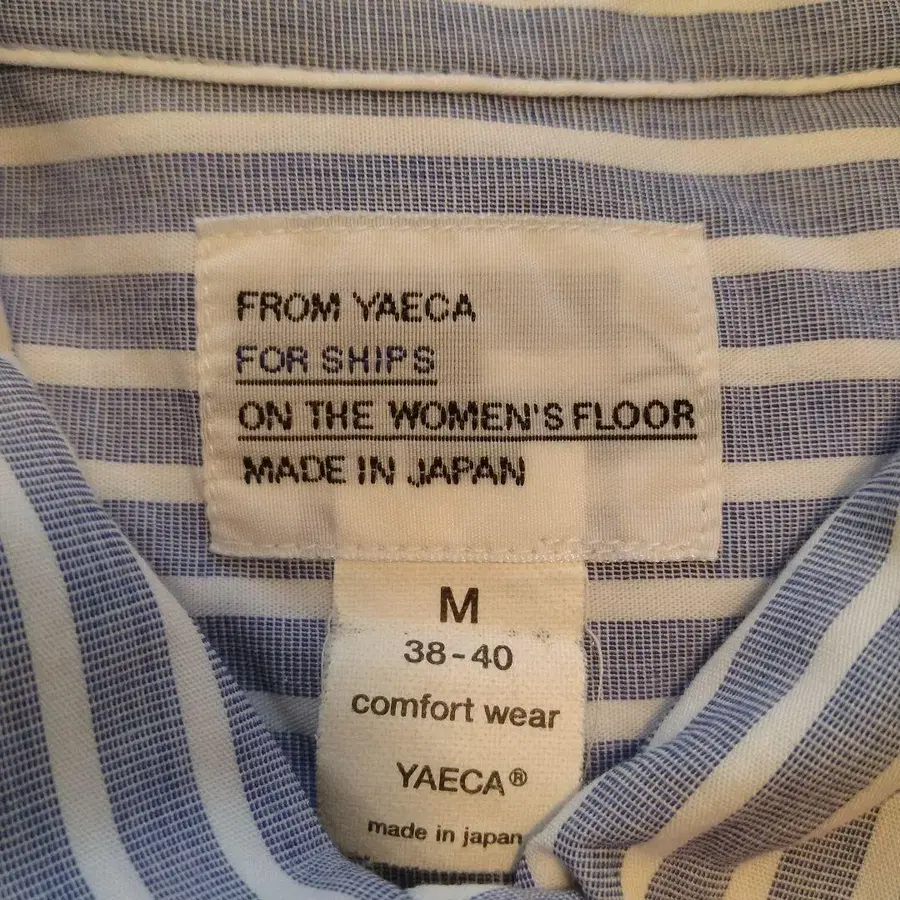 FROM YAECA
FOR SHIPS
ON THE WOMEN'S FLOOR
MADE IN JAPAN
M
38-40
comfort wear
YAECA®
made in japan